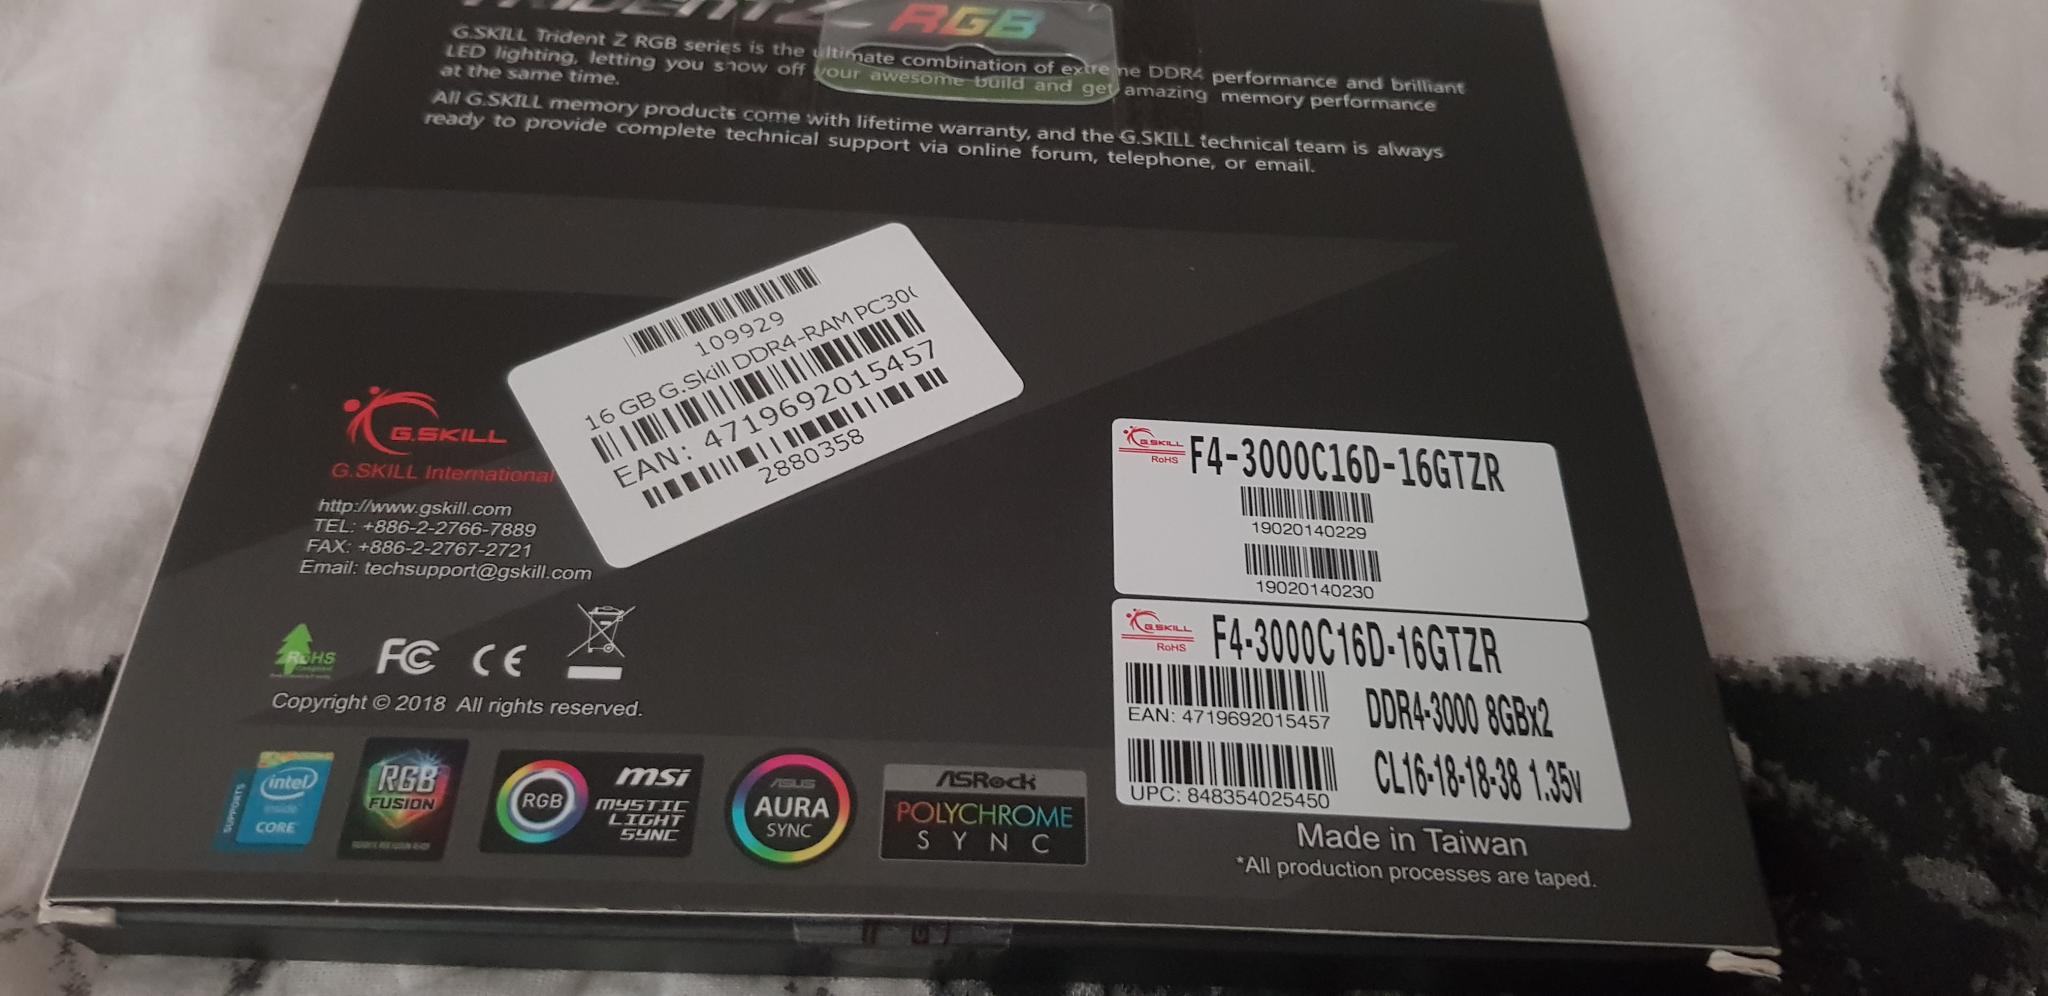 TRIDENT Z RGB
G.SKILL Trident Z RGB series is the ultimate combination of extreme DDR4 performance and brilliant
LED lighting, letting you show off your awesome build and get amazing memory performance
at the same time.
All G.SKILL memory products come with lifetime warranty, and the G.SKILL technical team is always
ready to provide complete technical support via online forum, telephone, or email.
109929
16 GB G.Skill DDR4-RAM PC300
EAN: 4719692015457
2880358
G.SKILL
G.SKILL International
http://www.gskill.com
TEL: +886-2-2766-7889
FAX: +886-2-2767-2721
Email: techsupport@gskill.com
G.SKILL
RoHS
F4-3000C16D-16GTZR
19020140229
19020140230
G.SKILL
RoHS
F4-3000C16D-16GTZR
EAN: 4719692015457
DDR4-3000 8GBx2
UPC: 848354025450
CL16-18-18-38 1.35v
RoHS
FC CE
Copyright © 2018 All rights reserved.
SUPPORTS
intel
inside
CORE
RGB
FUSION
RGB
msi
MYSTIC
LIGHT
SYNC
ASUS
AURA
SYNC
ASRock
POLYCHROME
SYNC
Made in Taiwan
*All production processes are taped.